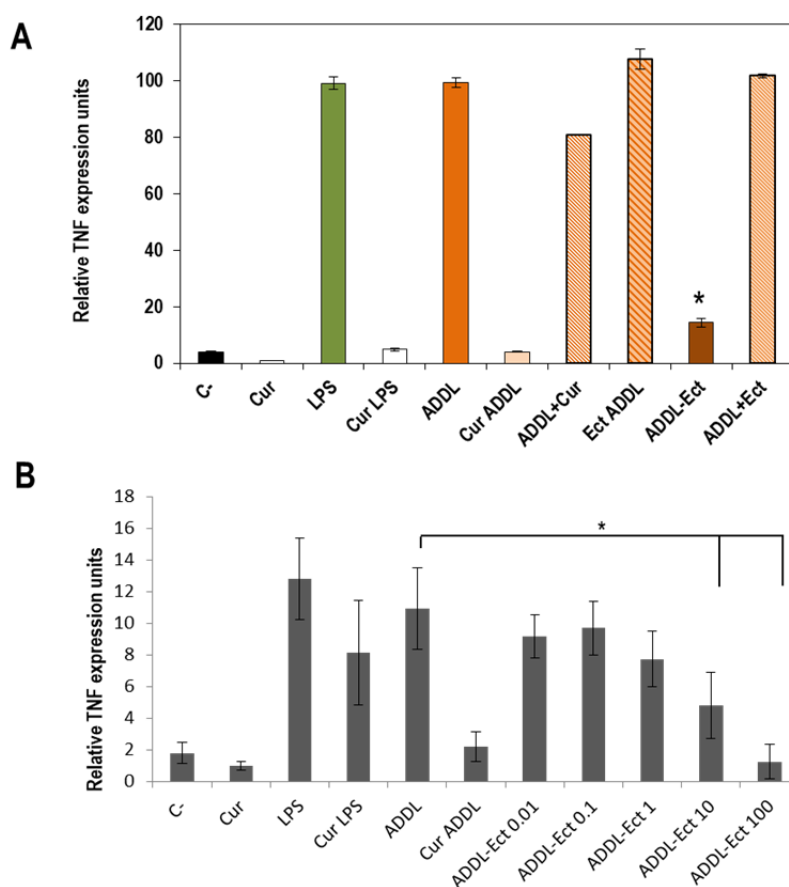 A
Relative TNF expression units
120
100
80
60
40
20
0
*
C-
Cur
LPS
Cur LPS
ADDL
Cur ADDL
ADDL+Cur
Ect ADDL
ADDL-Ect
ADDL+Ect
B
Relative TNF expression units
18
16
14
12
10
8
6
4
2
0
*
C-
Cur
LPS
Cur LPS
ADDL
Cur ADDL
ADDL-Ect 0.01
ADDL-Ect 0.1
ADDL-Ect 1
ADDL-Ect 10
ADDL-Ect 100